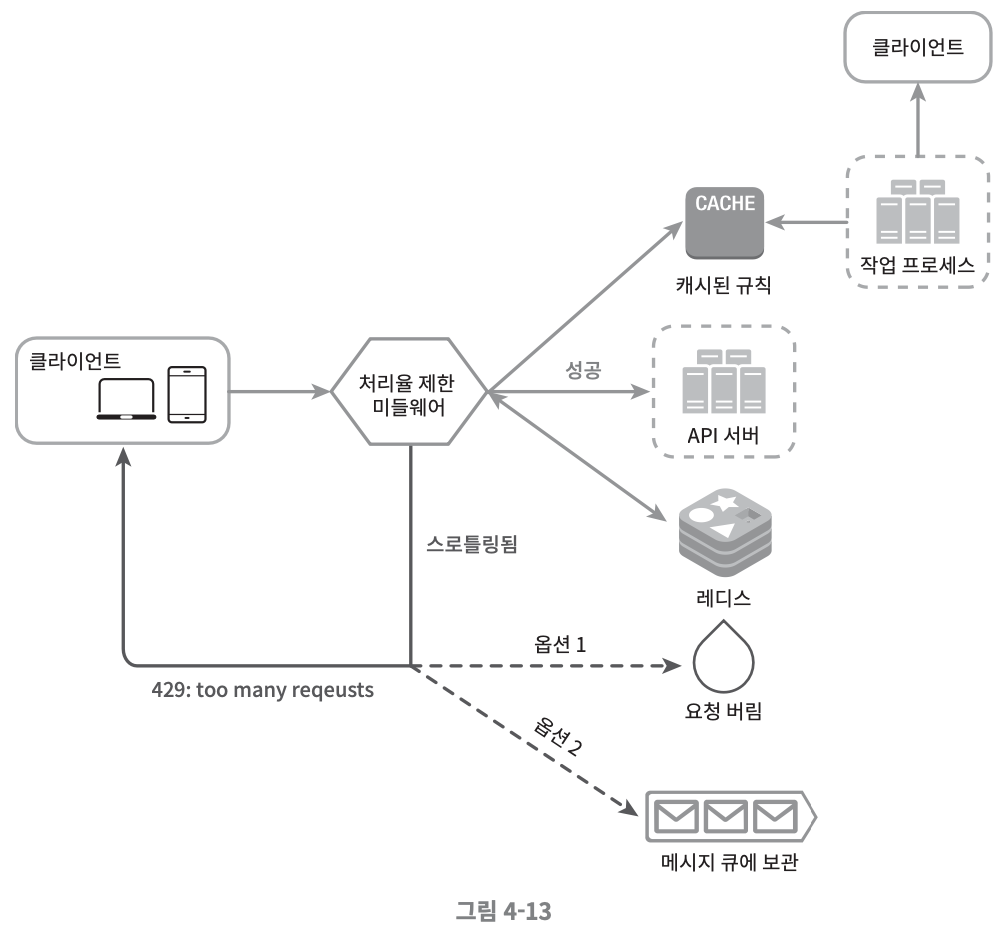 클라이언트
CACHE
작업 프로세스
캐시된 규칙
클라이언트
처리율 제한
미들웨어
성공
API 서버
스로틀링됨
레디스
옵션 1
429: too many reqeusts
요청 버림
옵션 2
메시지 큐에 보관
그림 4-13